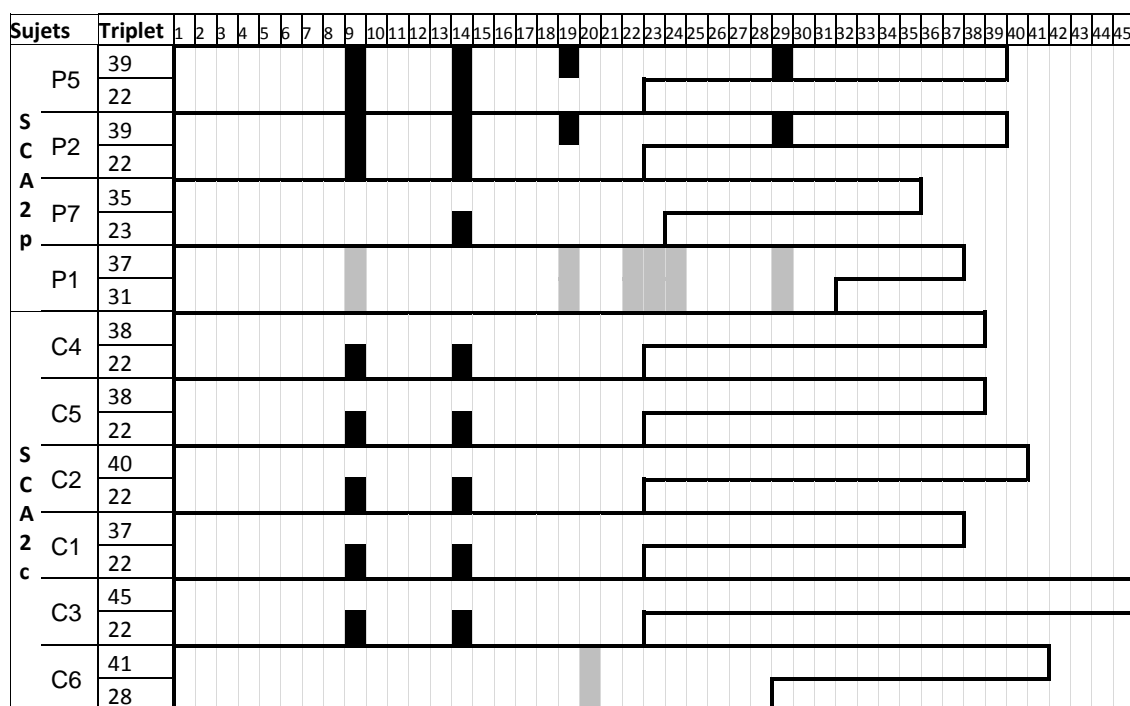 Sujets Triplet 1 2 3 4 5 6 7 8 9 10 11 12 13 14 15 16 17 18 19 20 21 22 23 24 25 26 27 28 29 30 31 32 33 34 35 36 37 38 39 40 41 42 43 44 45
SCA2p
P5 39
22
P2 39
22
P7 35
23
P1 37
31
SCA2c
C4 38
22
C5 38
22
C2 40
22
C1 37
22
C3 45
22
C6 41
28